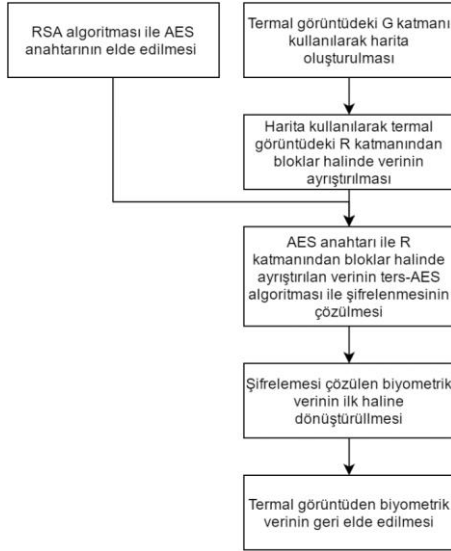 RSA algoritması ile AES
anahtarının elde edilmesi
Termal görüntüdeki G katmanı
kullanılarak harita
oluşturulması
Harita kullanılarak termal
görüntüdeki R katmanından
bloklar halinde verinin
ayrıştırılması
AES anahtarı ile R
katmanından bloklar halinde
ayrıştırılan verinin ters-AES
algoritması ile şifrelenmesinin
çözülmesi
Şifrelemesi çözülen biyometrik
verinin ilk haline
dönüştürüllmesi
Termal görüntüden biyometrik
verinin geri elde edilmesi